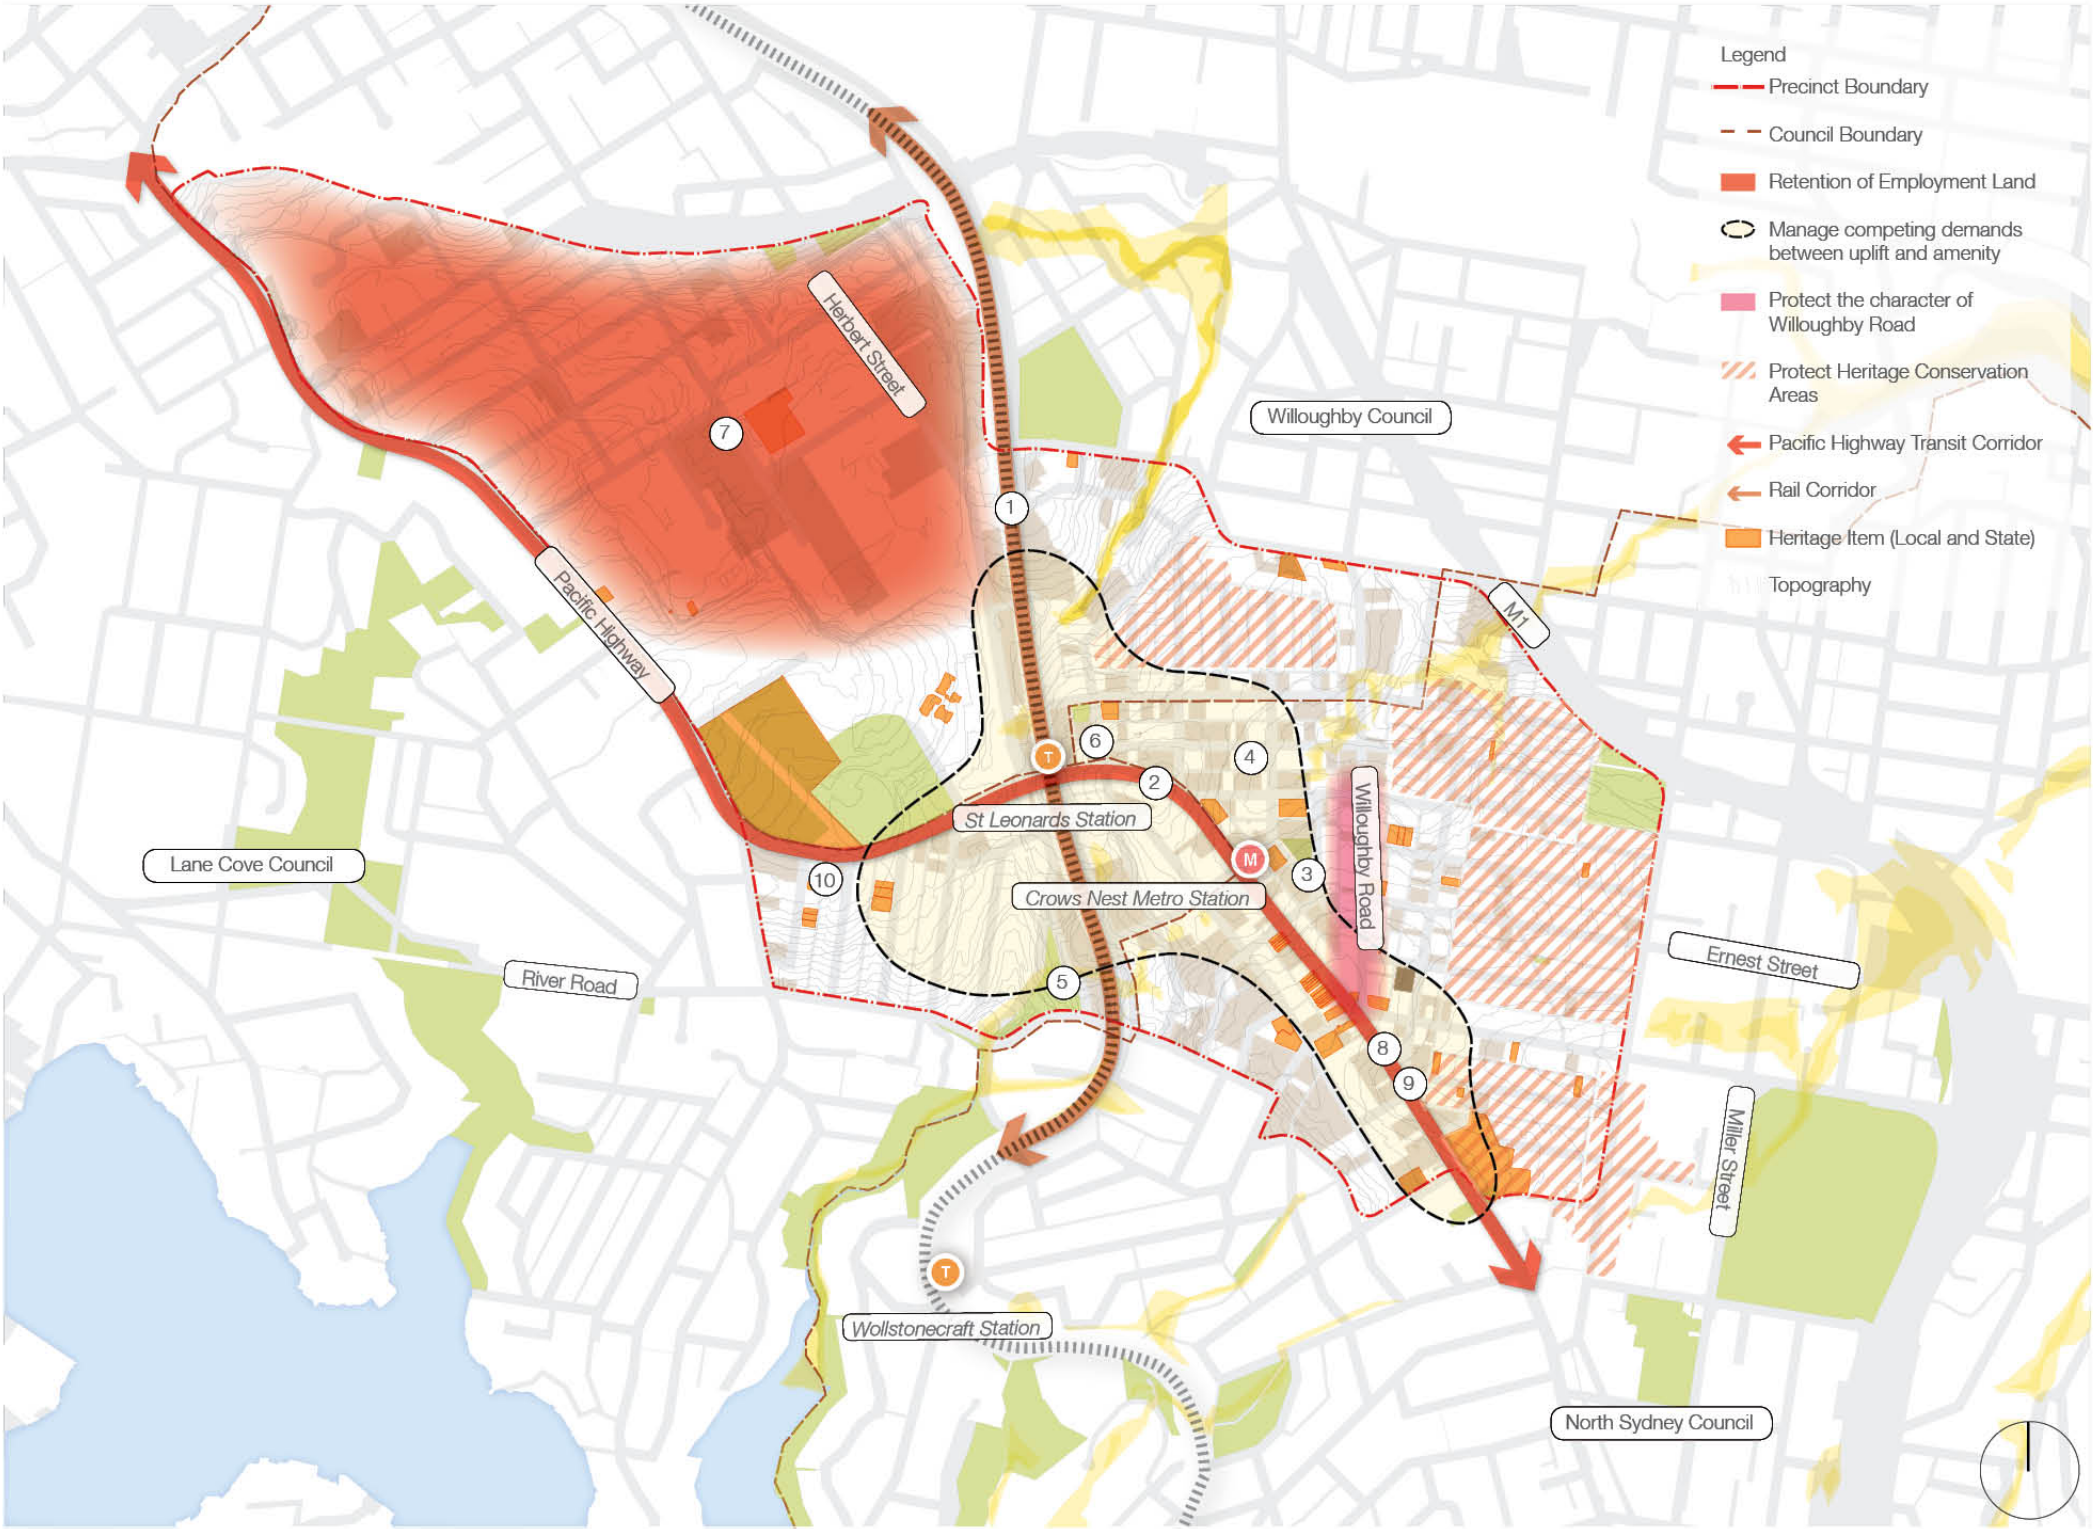 Legend
Precinct Boundary
Council Boundary
Retention of Employment Land
Manage competing demands
between uplift and amenity
Protect the character of
Willoughby Road
Protect Heritage Conservation
Areas
Pacific Highway Transit Corridor
Rail Corridor
Heritage Item (Local and State)
Topography
Herbert Street
7
Willoughby Council
1
Pacific Highway
M1
6
4
T
2
St Leonards Station
Willoughby Road
Lane Cove Council
M
10
3
Crows Nest Metro Station
River Road
5
Ernest Street
8
9
Miller Street
T
Wollstonecraft Station
North Sydney Council